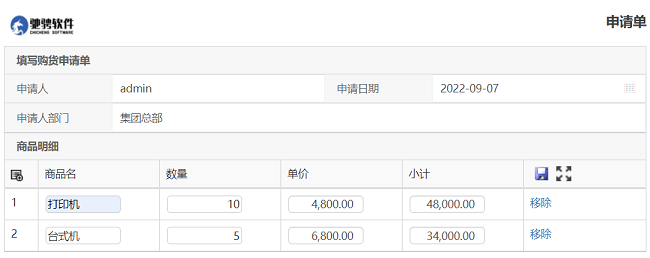 驰骋软件
CHICHENG SOFTWARE
申请单
填写购货申请单
申请人 admin 申请日期 2022-09-07
申请人部门 集团总部
商品明细
商品名 数量 单价 小计
1 打印机 10 4,800.00 48,000.00 移除
2 台式机 5 6,800.00 34,000.00 移除